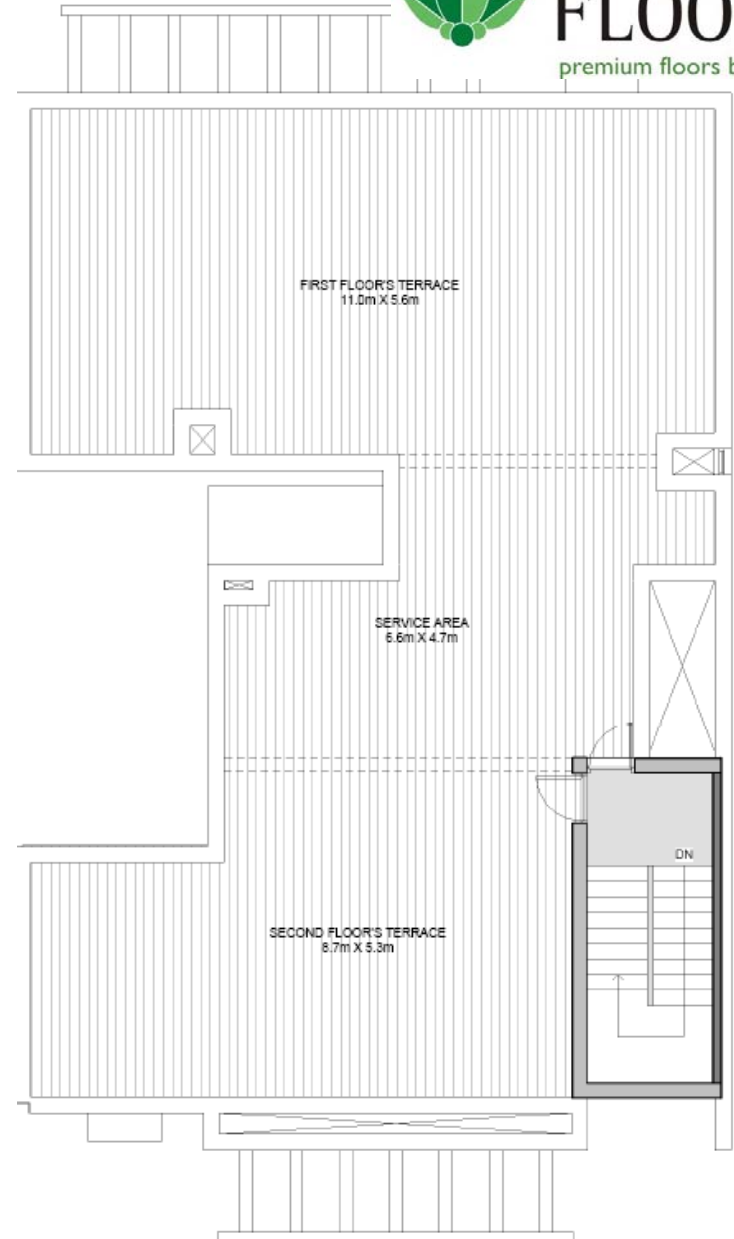 FLOO
premium floors b
FIRST FLOOR'S TERRACE
11.0m X 5.6m
SERVICE AREA
6.6m X 4.7m
DN
SECOND FLOOR'S TERRACE
8.7m X 5.3m